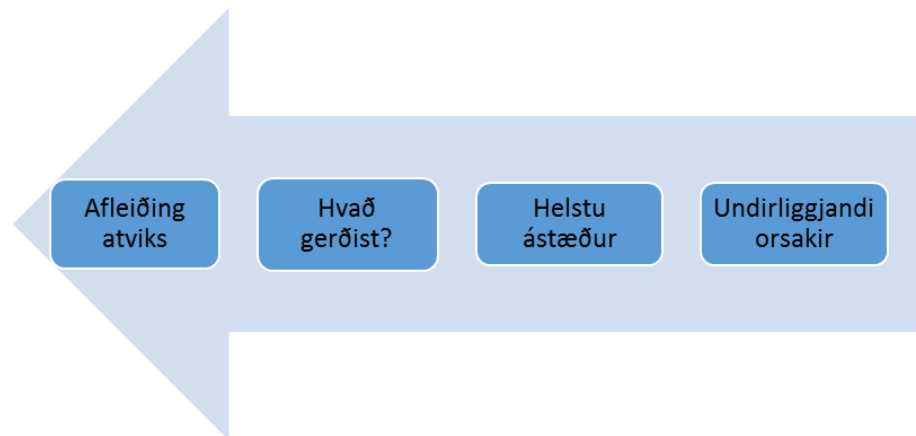 Afleiðing
atviks
Hvað
gerðist?
Helstu
ástæður
Undirliggjandi
orsakir